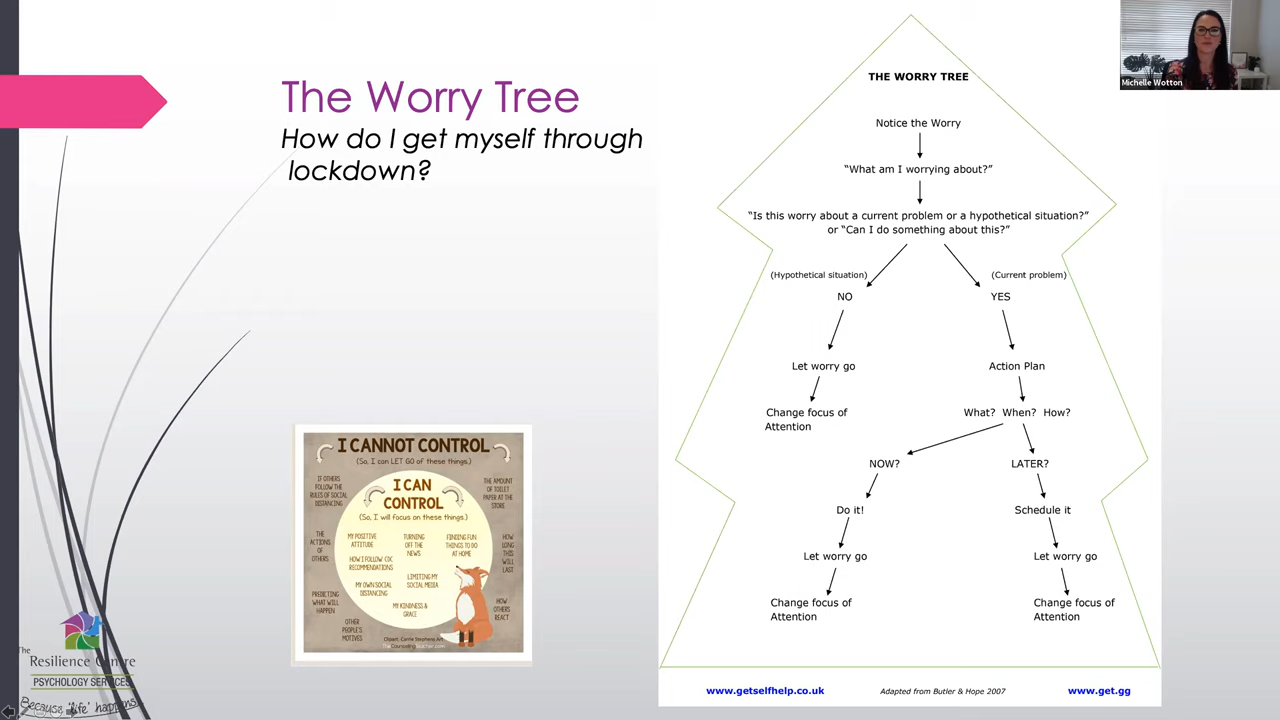 The Worry Tree
How do I get myself through
lockdown?
Michelle Wotton
THE WORRY TREE
Notice the Worry
“What am I worrying about?”
“Is this worry about a current problem or a hypothetical situation?”
or “Can I do something about this?”
(Hypothetical situation)
(Current problem)
NO
YES
Let worry go
Action Plan
Change focus of
Attention
What? When? How?
NOW?
LATER?
Do it!
Schedule it
Let worry go
Let worry go
Change focus of
Attention
Change focus of
Attention
www.getselfhelp.co.uk
Adapted from Butler & Hope 2007
www.get.gg
I CANNOT CONTROL
(So, I can LET GO of these things.)
I CAN
CONTROL
(So, I will focus on these things.)
IF OTHERS
FOLLOW THE
RULES OF SOCIAL
DISTANCING
THE AMOUNT
OF TOILET
PAPER AT THE
STORE
THE
ACTIONS
OF
OTHERS
MY POSITIVE
ATTITUDE
TURNING
OFF THE
NEWS
FINDING FUN
THINGS TO DO
AT HOME
HOW
LONG
THIS
WILL
LAST
HOW I FOLLOW CDC
RECOMMENDATIONS
MY OWN SOCIAL
DISTANCING
LIMITING MY
SOCIAL MEDIA
PREDICTING
WHAT WILL
HAPPEN
MY KINDNESS &
GRACE
HOW
OTHERS
REACT
OTHER
PEOPLE'S
MOTIVES
Clipart: Carrie Stephens Art
TheCounselingTeacher.com
The
Resilience Centre
PSYCHOLOGY SERVICES
Because 'life' happens